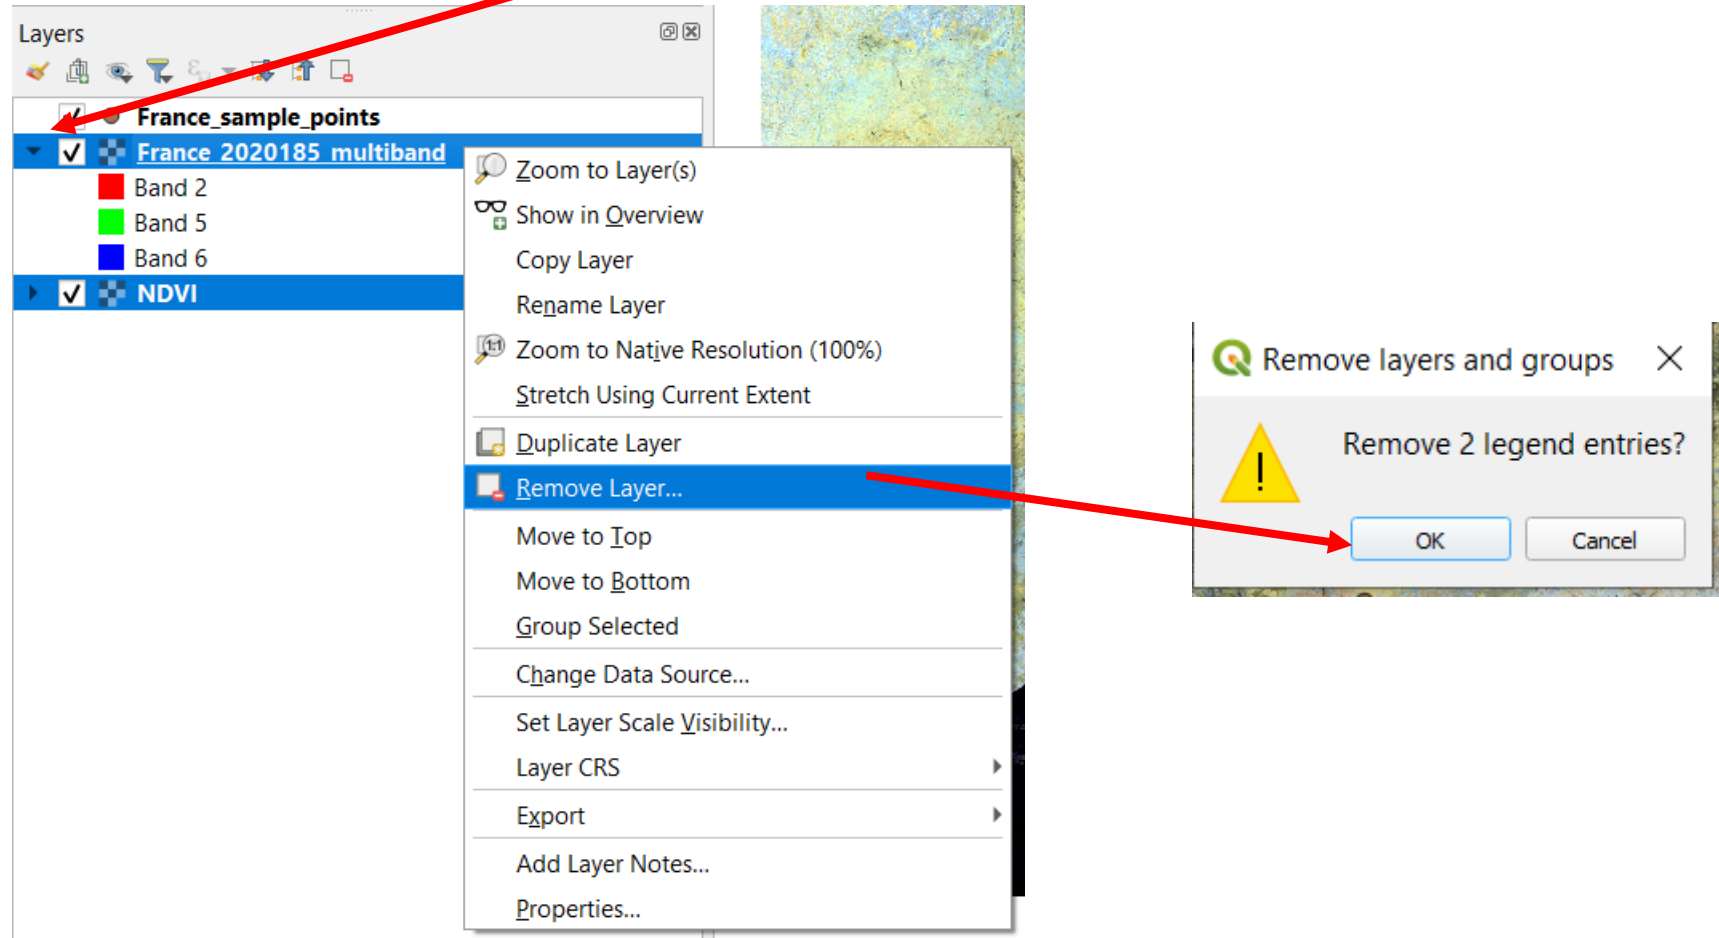 Layers
France_sample_points
France_2020185_multiband
Band 2
Band 5
Band 6
NDVI
Zoom to Layer(s)
Show in Overview
Copy Layer
Rename Layer
Zoom to Native Resolution (100%)
Stretch Using Current Extent
Duplicate Layer
Remove Layer...
Move to Top
Move to Bottom
Group Selected
Change Data Source...
Set Layer Scale Visibility...
Layer CRS
Export
Add Layer Notes...
Properties...
Remove layers and groups
Remove 2 legend entries?
OK
Cancel